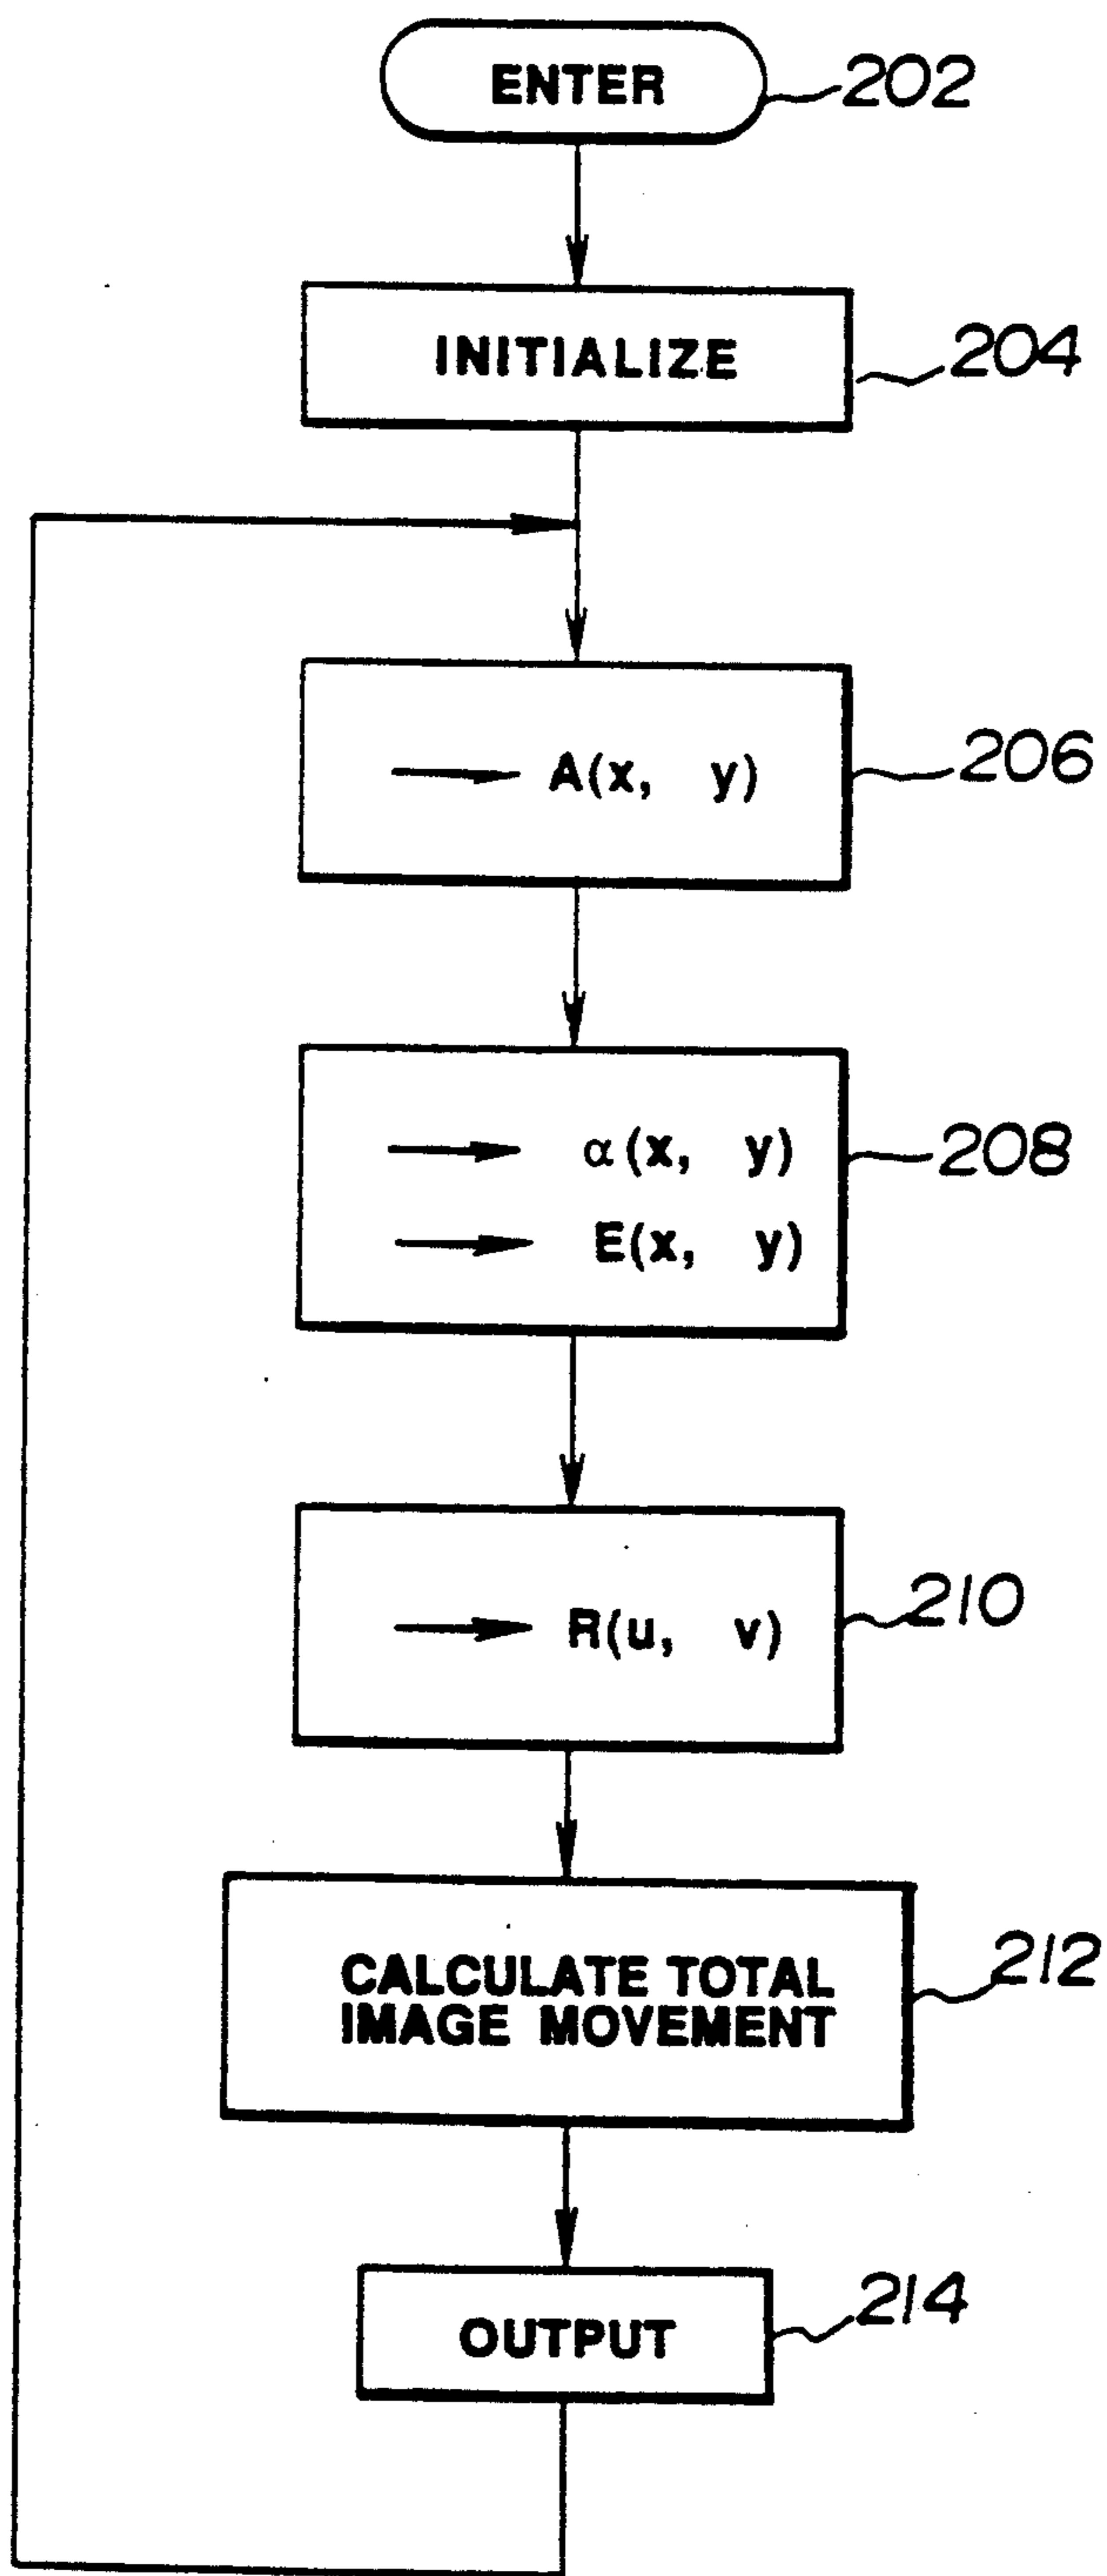 ENTER
202
INITIALIZE
204
A(x, y)
206
α(x, y)
E(x, y)
208
R(u, v)
210
CALCULATE TOTAL
IMAGE MOVEMENT
212
OUTPUT
214